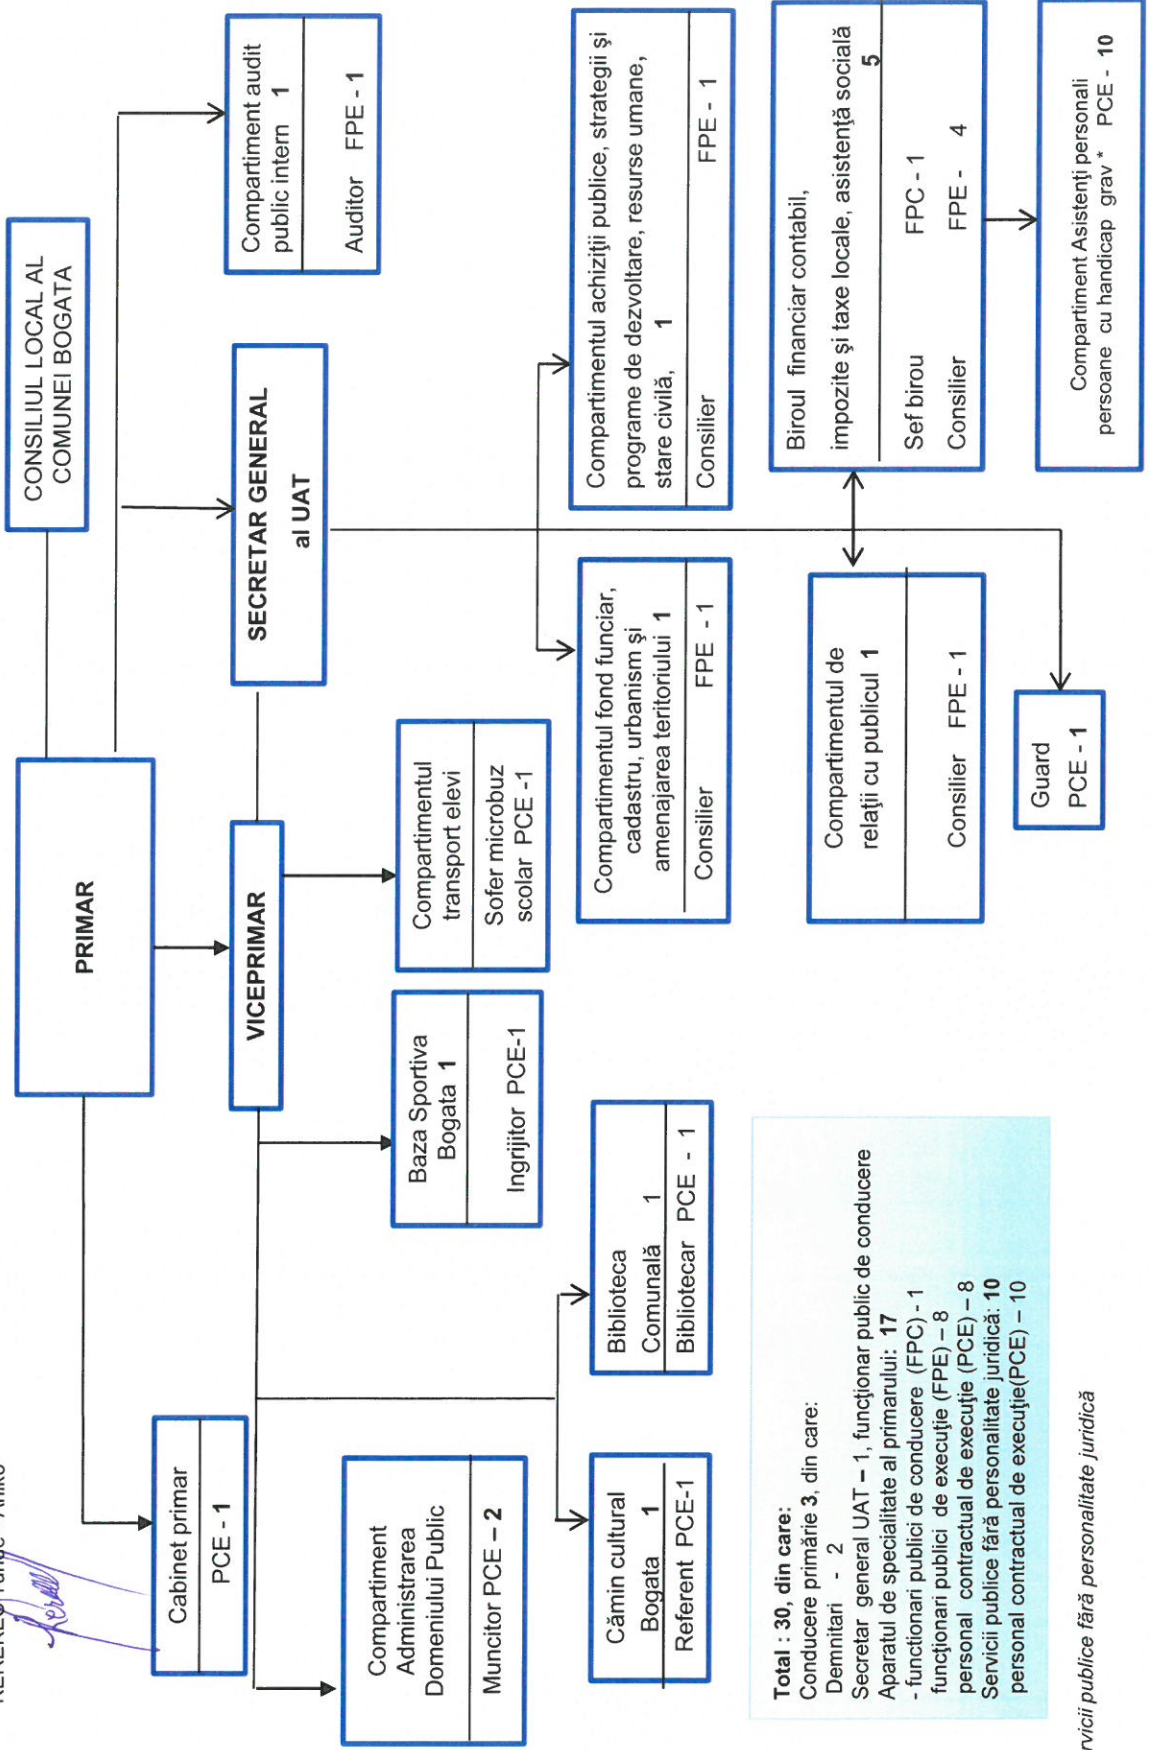 CONSILIUL LOCAL AL
COMUNEI BOGATA
PRIMAR
Cabinet primar
PCE - 1
VICEPRIMAR
SECRETAR GENERAL
al UAT
Compartiment audit
public intern 1
Auditor FPE - 1
Compartiment
Administrarea
Domeniului Public
Muncitor PCE – 2
Baza Sportiva
Bogata 1
Ingrijitor PCE-1
Compartimentul
transport elevi
Sofer microbuz
scolar PCE -1
Cămin cultural
Bogata 1
Referent PCE-1
Biblioteca
Comunală 1
Bibliotecar PCE - 1
Compartimentul fond funciar,
cadastru, urbanism şi
amenajarea teritoriului 1
Consilier FPE - 1
Compartimentul achiziţii publice, strategii şi
programe de dezvoltare, resurse umane,
stare civilă, 1
Consilier FPE - 1
Compartimentul de
relaţii cu publicul 1
Consilier FPE - 1
Biroul financiar contabil,
impozite şi taxe locale, asistenţă socială
5
Sef birou FPC - 1
Consilier FPE - 4
Guard
PCE - 1
Compartiment Asistenţi personali
persoane cu handicap grav * PCE - 10
Total : 30, din care:
Conducere primărie 3, din care:
Demnitari - 2
Secretar general UAT – 1, funcţionar public de conducere
Aparatul de specialitate al primarului: 17
- functionari publici de conducere (FPC) - 1
funcţionari publici de execuţie (FPE) – 8
personal contractual de execuţie (PCE) – 8
Servicii publice fără personalitate juridică: 10
personal contractual de execuţie(PCE) – 10
rvicii publice fără personalitate juridică